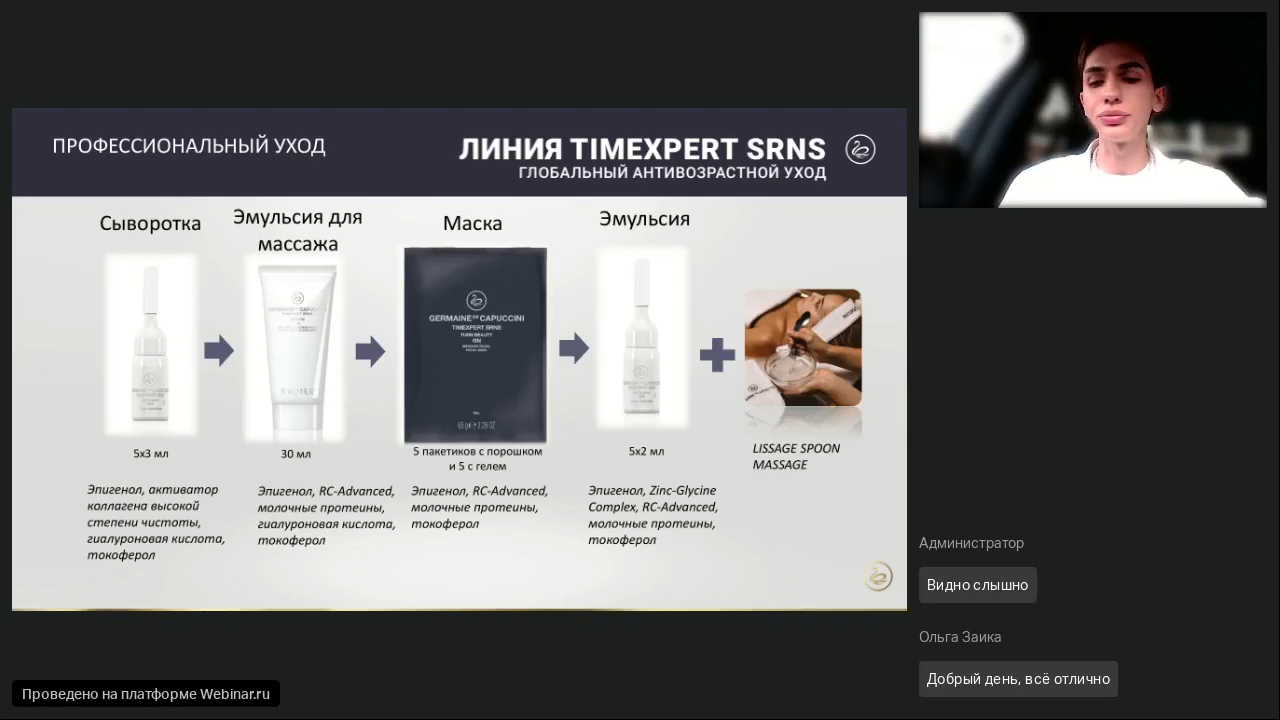 ПРОФЕССИОНАЛЬНЫЙ УХОД
ЛИНИЯ TIMEXPERT SRNS
ГЛОБАЛЬНЫЙ АНТИВОЗРАСТНОЙ УХОД
Сыворотка
Эмульсия для
массажа
Маска
Эмульсия
GERMAINE DE CAPUCCINI
TIMEXPERT SRNS
5х3 мл
30 мл
5 пакетиков с порошком
и 5 с гелем
5х2 мл
LISSAGE SPOON
MASSAGE
Эпигенол, активатор
коллагена высокой
степени чистоты,
гиалуроновая кислота,
токоферол
Эпигенол, RC-Advanced,
молочные протеины,
гиалуроновая кислота,
токоферол
Эпигенол, RC-Advanced,
молочные протеины,
токоферол
Эпигенол, Zinc-Glycine
Complex, RC-Advanced,
молочные протеины,
токоферол
Администратор
Видно слышно
Ольга Заика
Добрый день, всё отлично
Проведено на платформе Webinar.ru